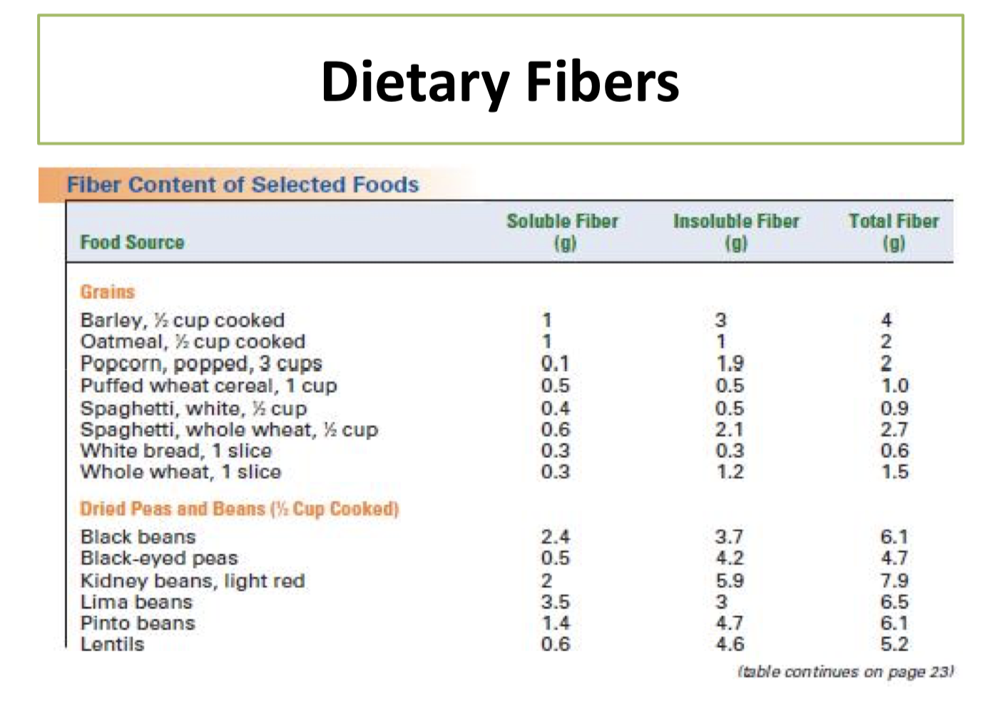 Dietary Fibers
Fiber Content of Selected Foods
Food Source Soluble Fiber (g) Insoluble Fiber (g) Total Fiber (g)
Grains
Barley, ½ cup cooked 1 3 4
Oatmeal, ½ cup cooked 1 1 2
Popcorn, popped, 3 cups 0.1 1.9 2
Puffed wheat cereal, 1 cup 0.5 0.5 1.0
Spaghetti, white, ½ cup 0.4 0.5 0.9
Spaghetti, whole wheat, ½ cup 0.6 2.1 2.7
White bread, 1 slice 0.3 0.3 0.6
Whole wheat, 1 slice 0.3 1.2 1.5
Dried Peas and Beans (½ Cup Cooked)
Black beans 2.4 3.7 6.1
Black-eyed peas 0.5 4.2 4.7
Kidney beans, light red 2 5.9 7.9
Lima beans 3.5 3 6.5
Pinto beans 1.4 4.7 6.1
Lentils 0.6 4.6 5.2
(table continues on page 23)